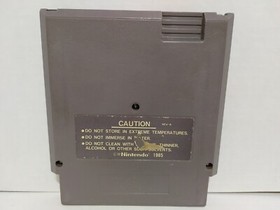 CAUTION
●DO NOT STORE IN EXTREME TEMPERATURES.
●DO NOT IMMERSE IN
●DO NOT CLEAN WITH THINNER,
ALCOHOL OR OTHER
©Nintendo 1985